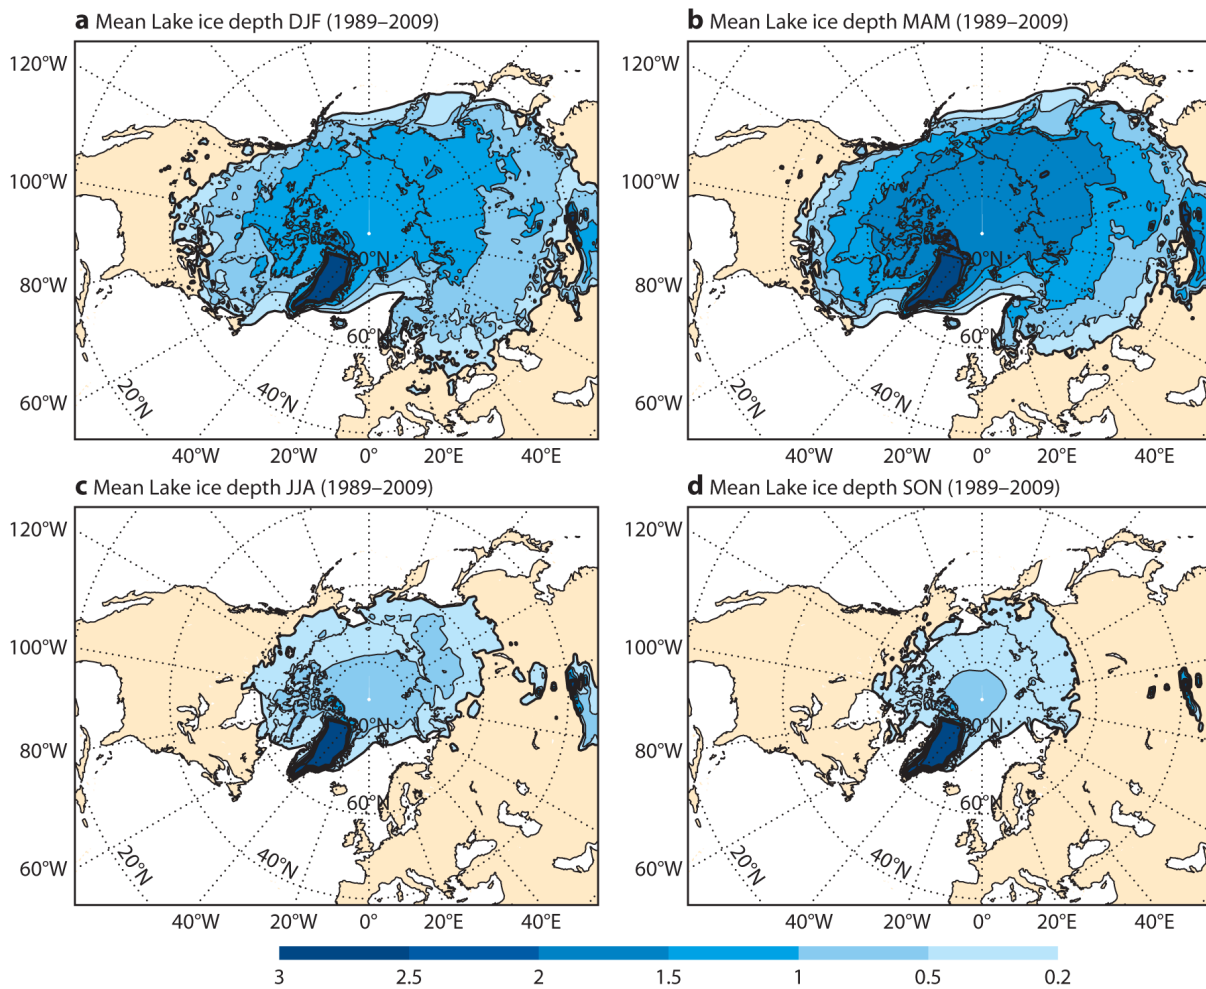 a Mean Lake ice depth DJF (1989–2009)
b Mean Lake ice depth MAM (1989–2009)
120°W
100°W
80°W
60°W
40°W
20°W
0°
20°E
40°E
20°N
40°N
60°N
80°N
120°W
100°W
80°W
60°W
40°W
20°W
0°
20°E
40°E
20°N
40°N
60°N
80°N
c Mean Lake ice depth JJA (1989–2009)
d Mean Lake ice depth SON (1989–2009)
120°W
100°W
80°W
60°W
40°W
20°W
0°
20°E
40°E
20°N
40°N
60°N
80°N
120°W
100°W
80°W
60°W
40°W
20°W
0°
20°E
40°E
20°N
40°N
60°N
80°N
3 2.5 2 1.5 1 0.5 0.2